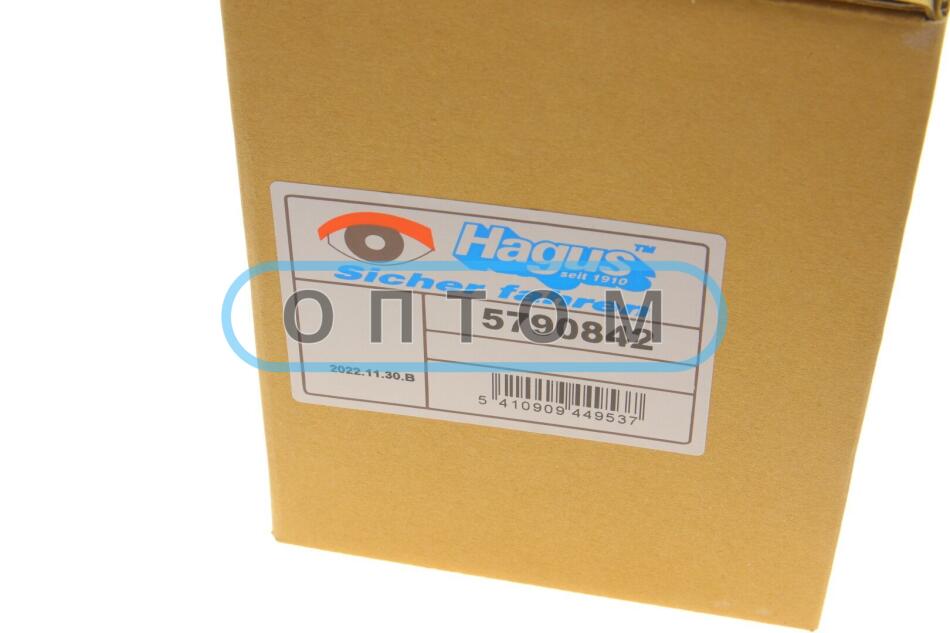 Hagus™
seit 1910
Sicher fahren
ОПТОМ
5790842
2022.11.30.B
5 410909 449537